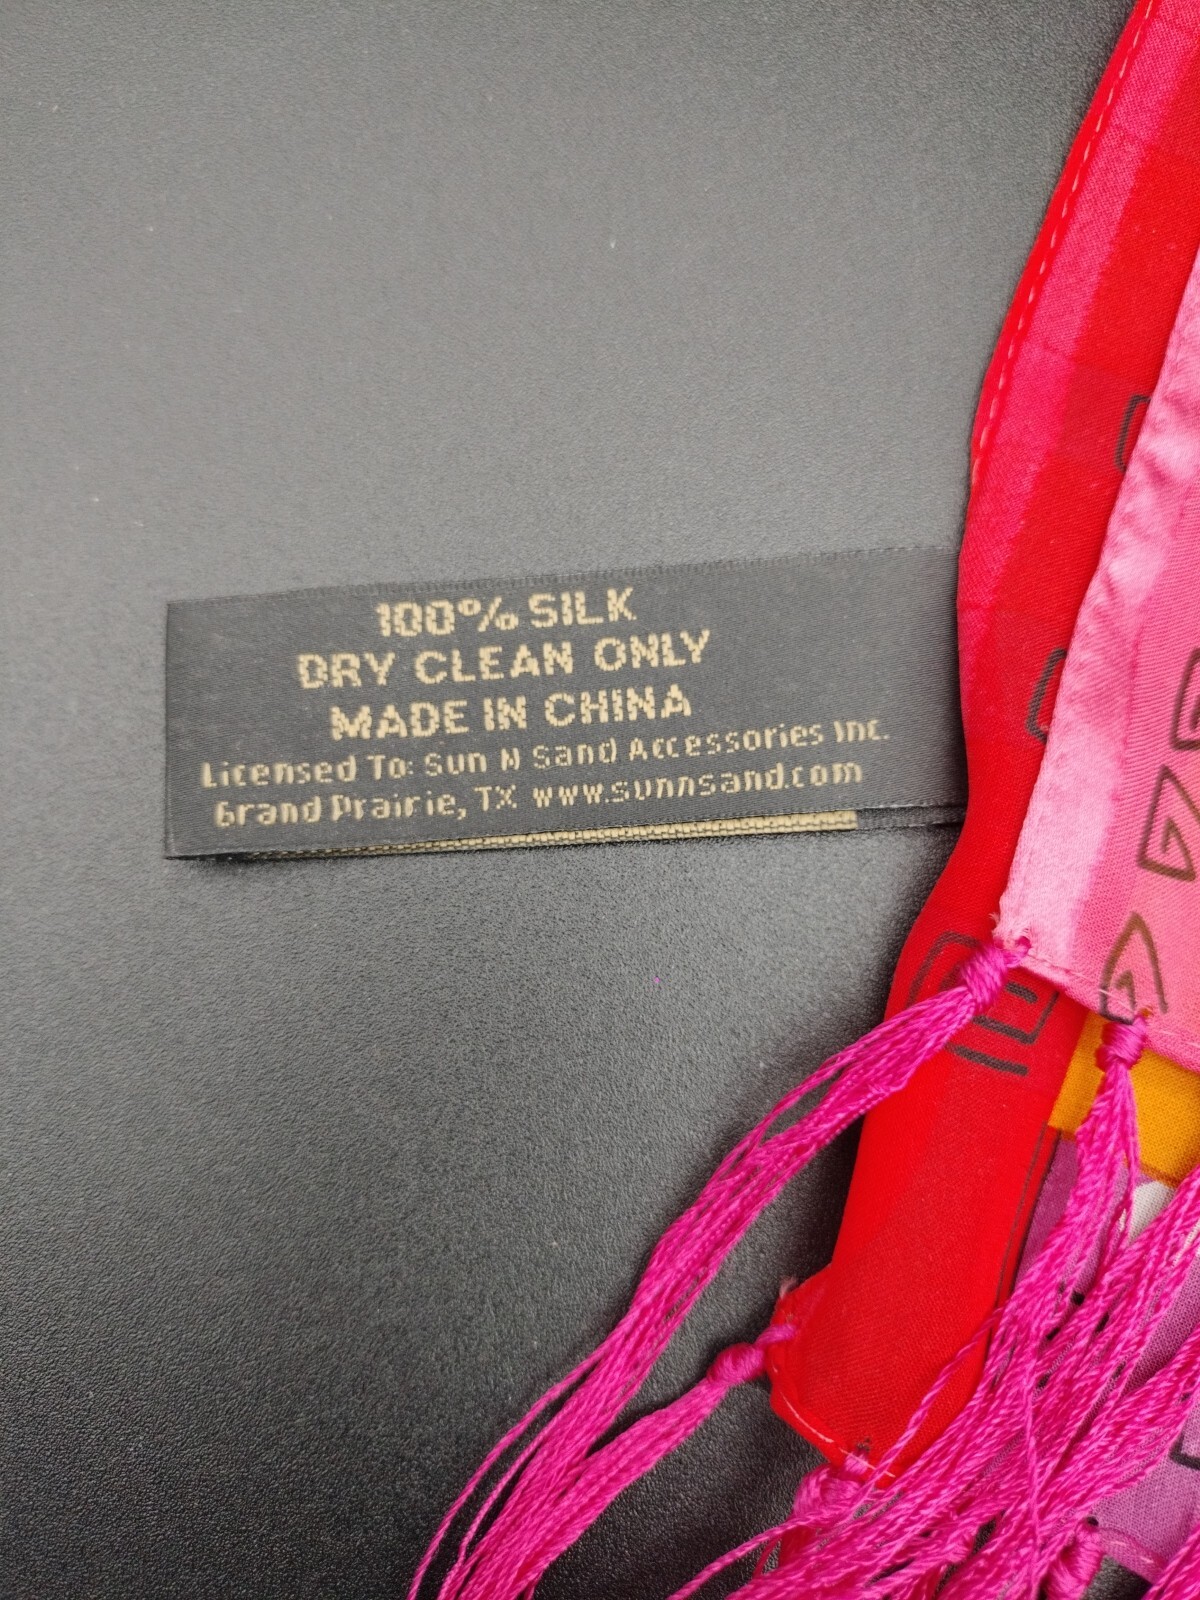 100% SILK
DRY CLEAN ONLY
MADE IN CHINA
Licensed To: Sun N Sand Accessories Inc.
Grand Prairie, TX www.sunnsand.com